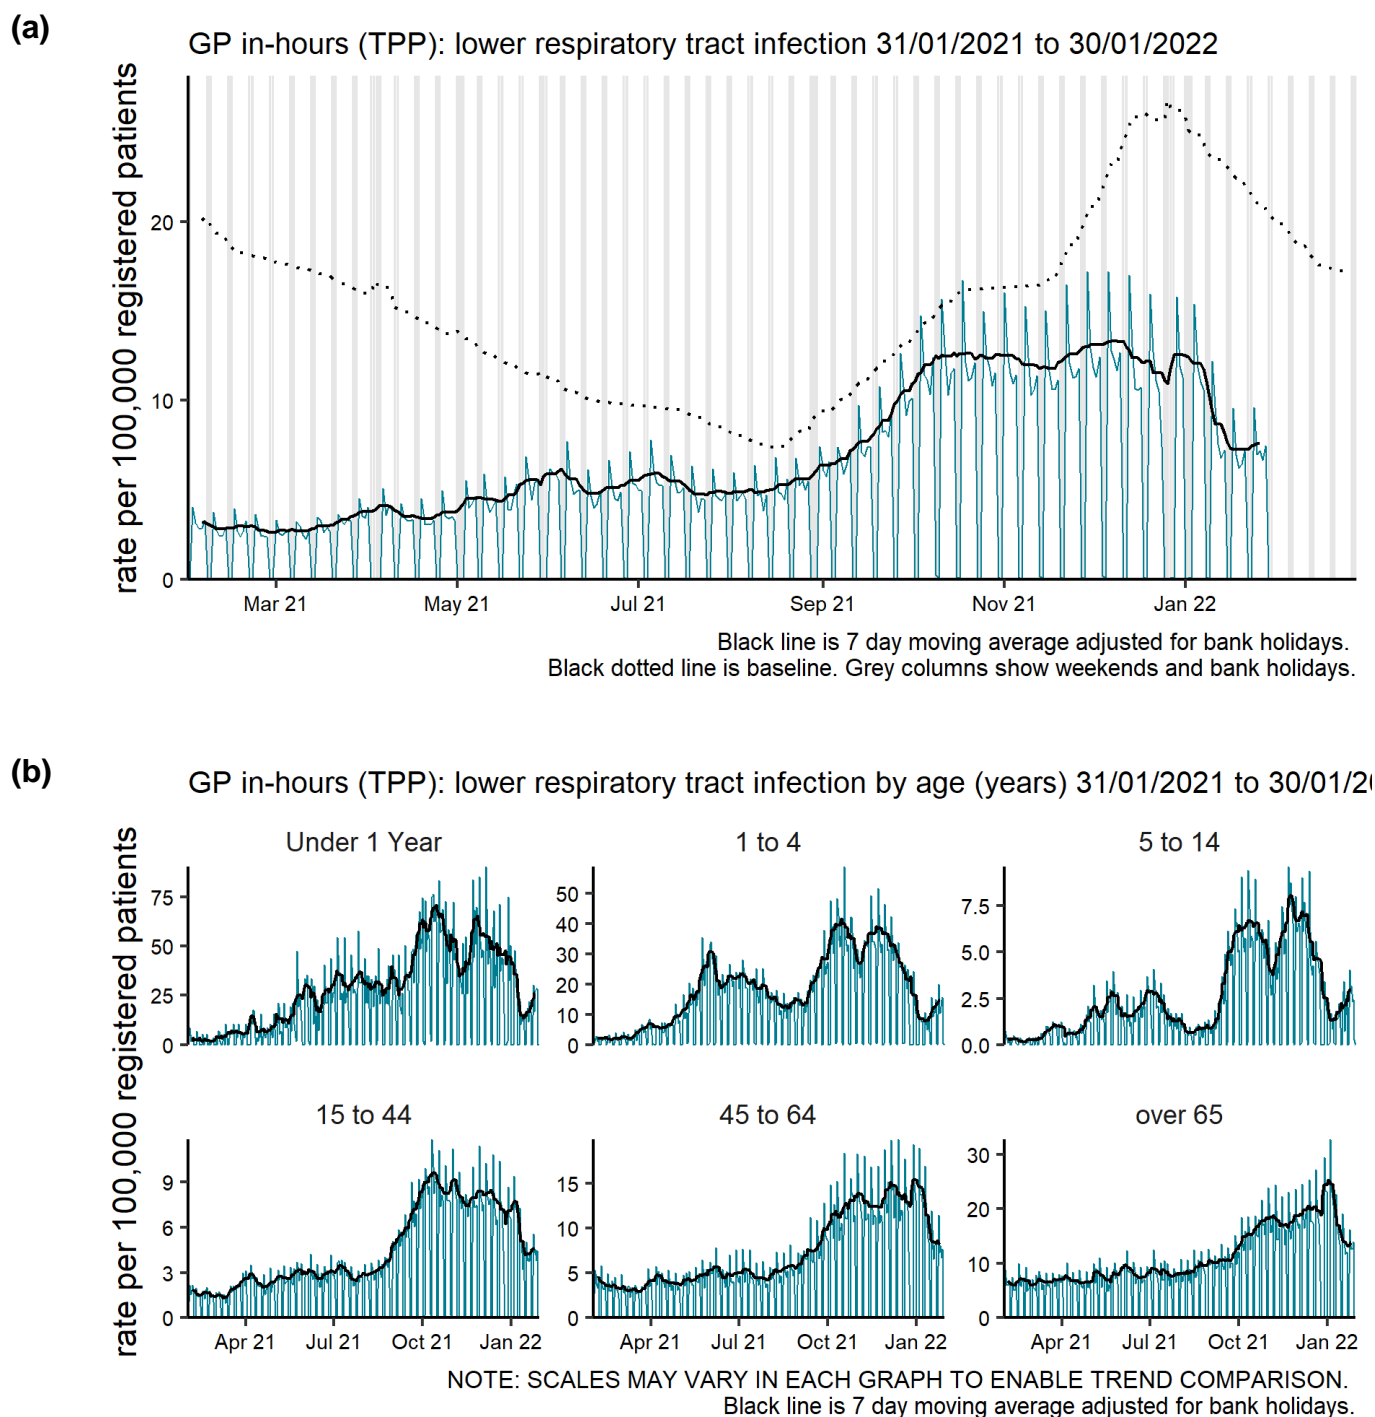 (a)
GP in-hours (TPP): lower respiratory tract infection 31/01/2021 to 30/01/2022
rate per 100,000 registered patients
20
10
0
Mar 21 May 21 Jul 21 Sep 21 Nov 21 Jan 22
Black line is 7 day moving average adjusted for bank holidays.
Black dotted line is baseline. Grey columns show weekends and bank holidays.
(b)
GP in-hours (TPP): lower respiratory tract infection by age (years) 31/01/2021 to 30/01/20
rate per 100,000 registered patients
Under 1 Year
75
50
25
0
1 to 4
50
40
30
20
10
0
5 to 14
7.5
5.0
2.5
0.0
15 to 44
9
6
3
0
Apr 21 Jul 21 Oct 21 Jan 22
45 to 64
15
10
5
0
Apr 21 Jul 21 Oct 21 Jan 22
over 65
30
20
10
0
Apr 21 Jul 21 Oct 21 Jan 22
NOTE: SCALES MAY VARY IN EACH GRAPH TO ENABLE TREND COMPARISON.
Black line is 7 day moving average adjusted for bank holidays.